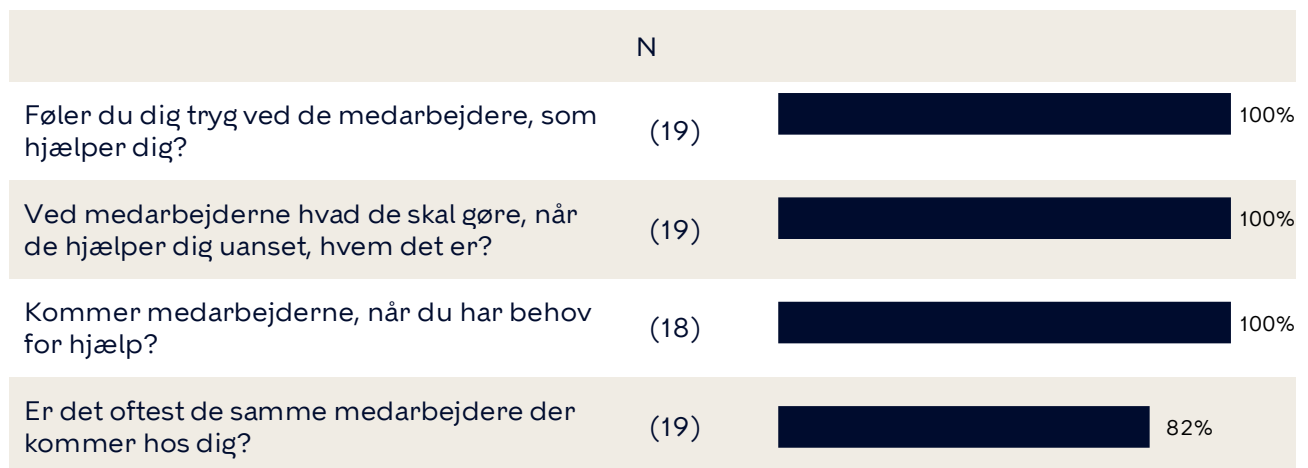 N
Føler du dig tryg ved de medarbejdere, som
hjælper dig?
(19)
100%
Ved medarbejderne hvad de skal gøre, når
de hjælper dig uanset, hvem det er?
(19)
100%
Kommer medarbejderne, når du har behov
for hjælp?
(18)
100%
Er det oftest de samme medarbejdere der
kommer hos dig?
(19)
82%